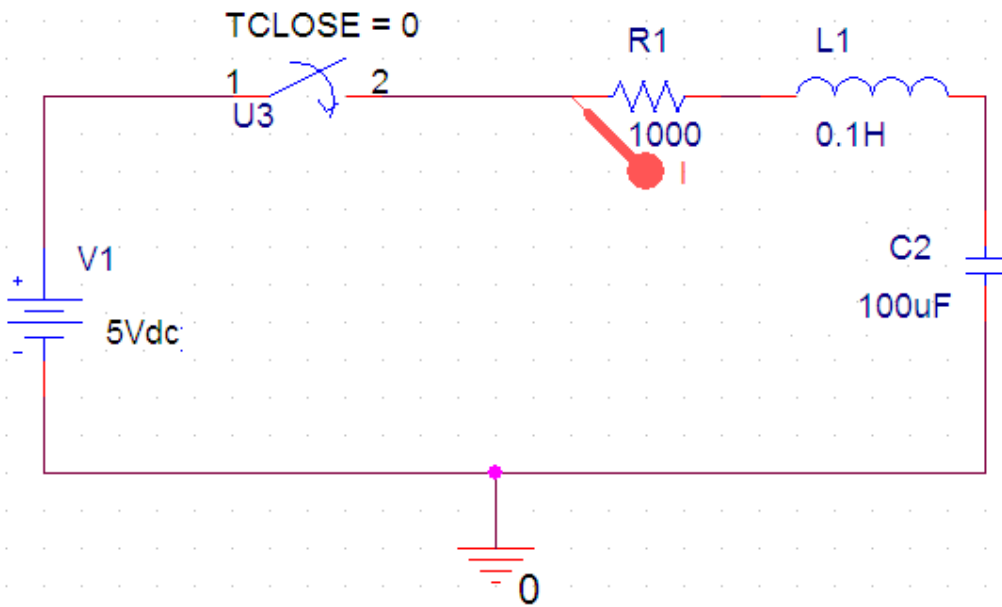 TCLOSE = 0
R1
L1
1
2
U3
1000
0.1H
I
V1
+
5Vdc
-
C2
100uF
0